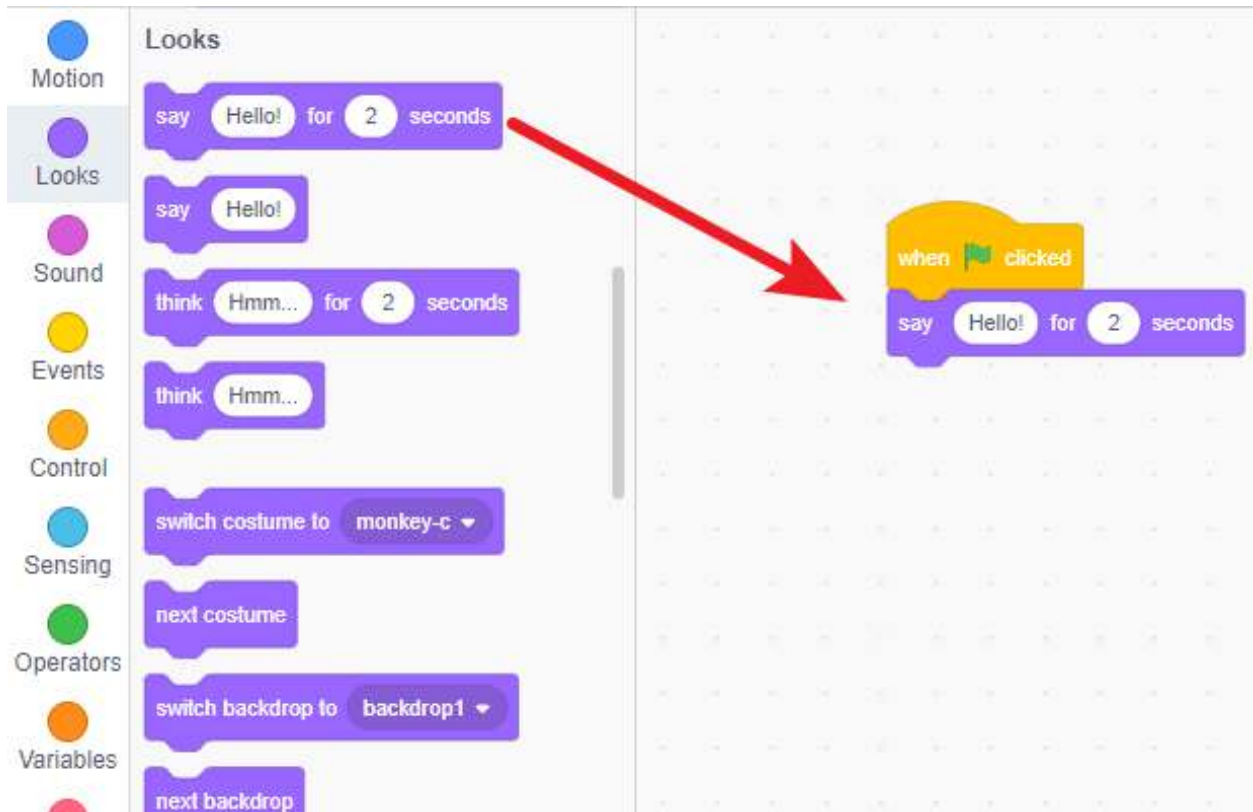 Motion
Looks
Sound
Events
Control
Sensing
Operators
Variables
Looks
say Hello! for 2 seconds
say Hello!
think Hmm... for 2 seconds
think Hmm...
switch costume to monkey-c
next costume
switch backdrop to backdrop1
next backdrop
when clicked
say Hello! for 2 seconds